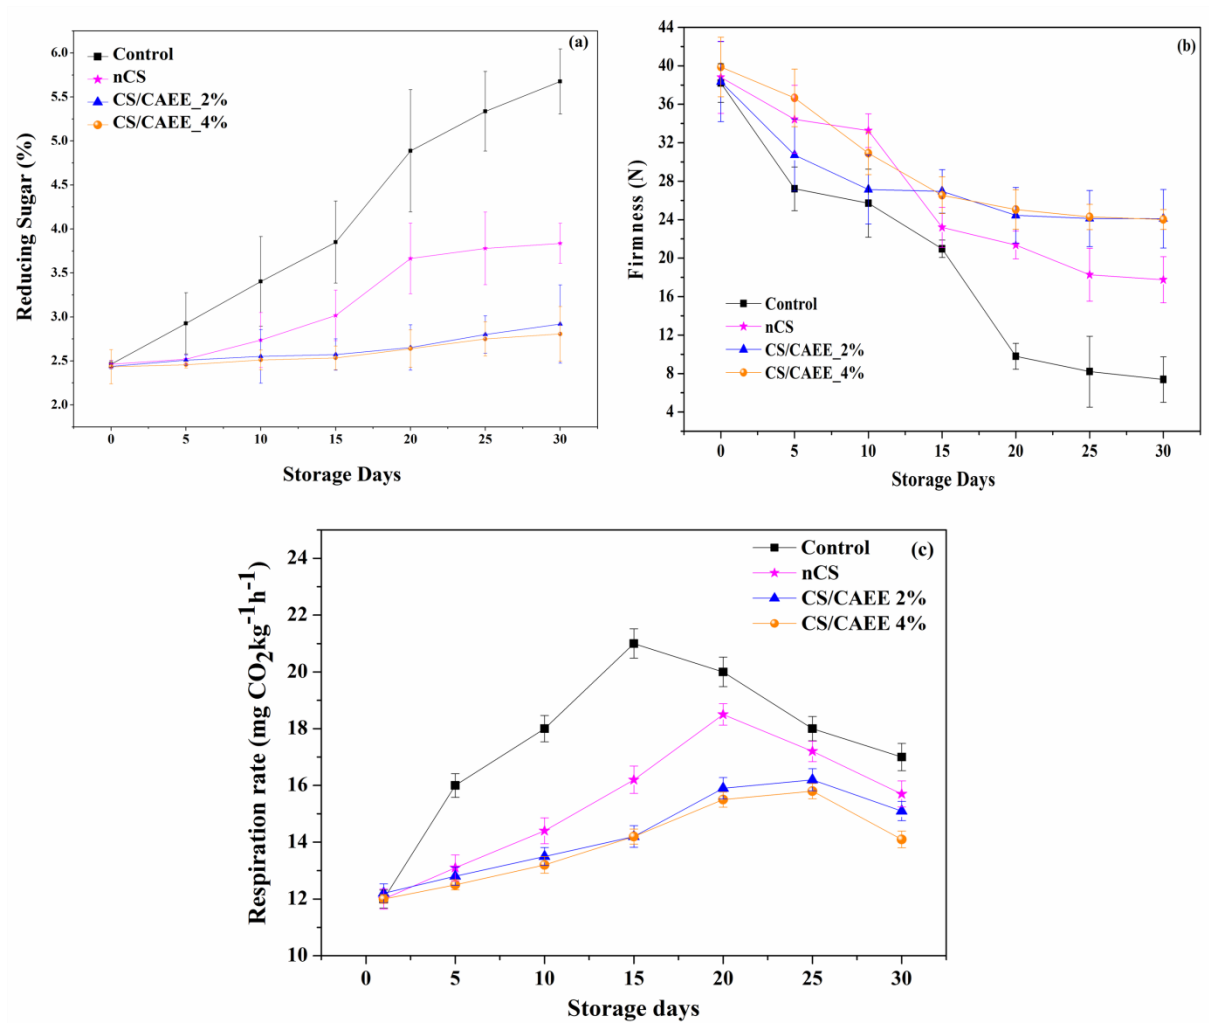 (a)
Control
nCS
CS/CAEE_2%
CS/CAEE_4%
Reducing Sugar (%)
6.0
5.5
5.0
4.5
4.0
3.5
3.0
2.5
2.0
0 5 10 15 20 25 30
Storage Days
(b)
Firmness (N)
44
40
36
32
28
24
20
16
12
8
4
Control
nCS
CS/CAEE_2%
CS/CAEE_4%
0 5 10 15 20 25 30
Storage Days
(c)
Control
nCS
CS/CAEE 2%
CS/CAEE 4%
Respiration rate (mg CO₂kg⁻¹h⁻¹)
24
22
20
18
16
14
12
10
0 5 10 15 20 25 30
Storage days